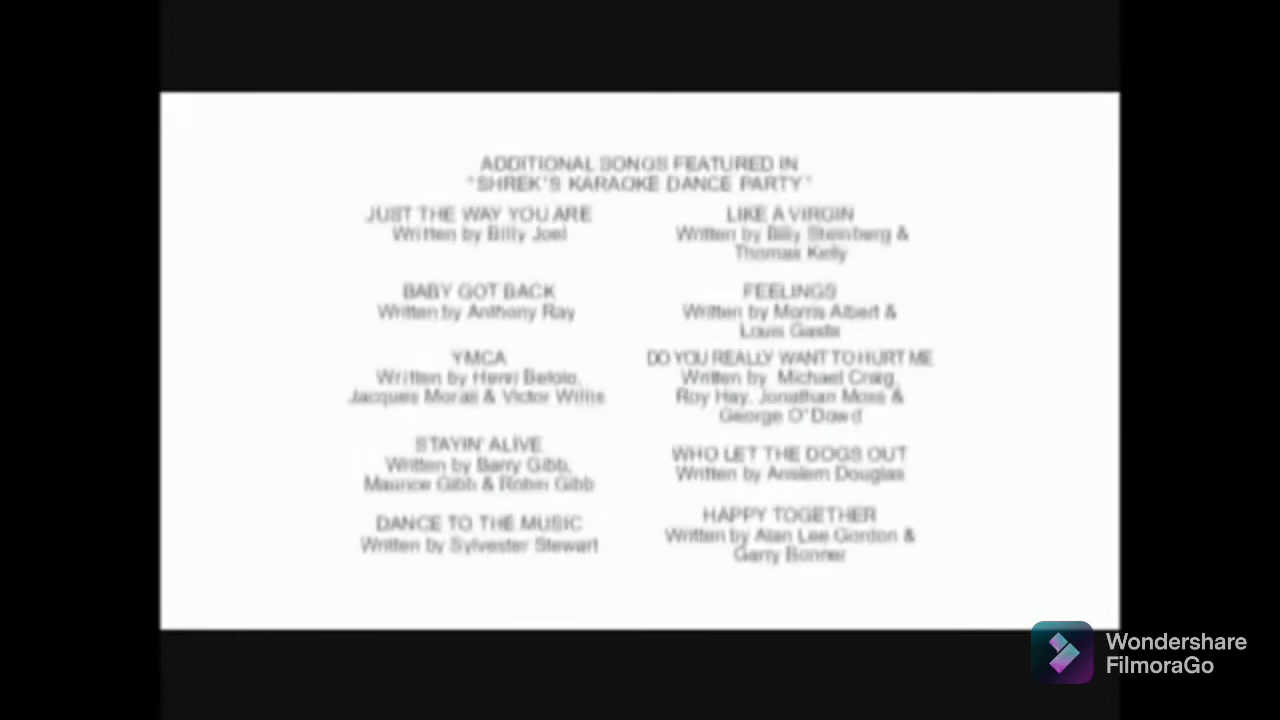 ADDITIONAL SONGS FEATURED IN
"SHREK'S KARAOKE DANCE PARTY"
JUST THE WAY YOU ARE
Written by Billy Joel
BABY GOT BACK
Written by Anthony Ray
YMCA
Written by Henri Belolo,
Jacques Morali & Victor Willis
STAYIN' ALIVE
Written by Barry Gibb,
Maurice Gibb & Robin Gibb
DANCE TO THE MUSIC
Written by Sylvester Stewart
LIKE A VIRGIN
Written by Billy Steinberg &
Thomas Kelly
FEELINGS
Written by Morris Albert &
Louis Gaste
DO YOU REALLY WANT TO HURT ME
Written by Michael Craig,
Roy Hay, Jonathan Moss &
George O'Dowd
WHO LET THE DOGS OUT
Written by Anslem Douglas
HAPPY TOGETHER
Written by Alan Lee Gordon &
Garry Bonner
Wondershare
FilmoraGo